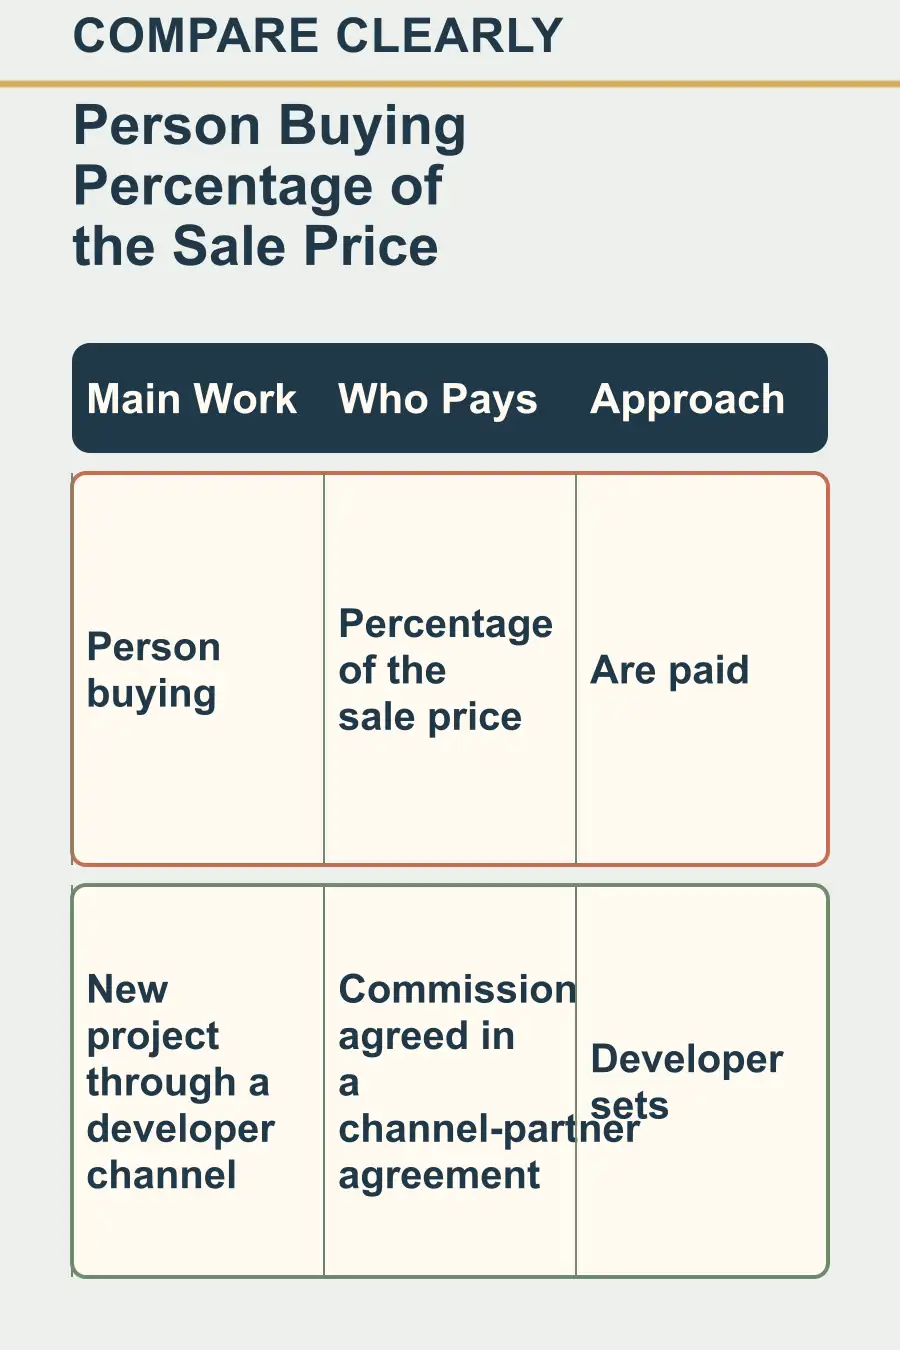 COMPARE CLEARLY
Person Buying
Percentage of
the Sale Price
Main Work
Who Pays
Approach
Person
buying
Percentage
of the
sale price
Are paid
New
project
through a
developer
channel
Commission
agreed in
a
channel-partner
agreement
Developer
sets